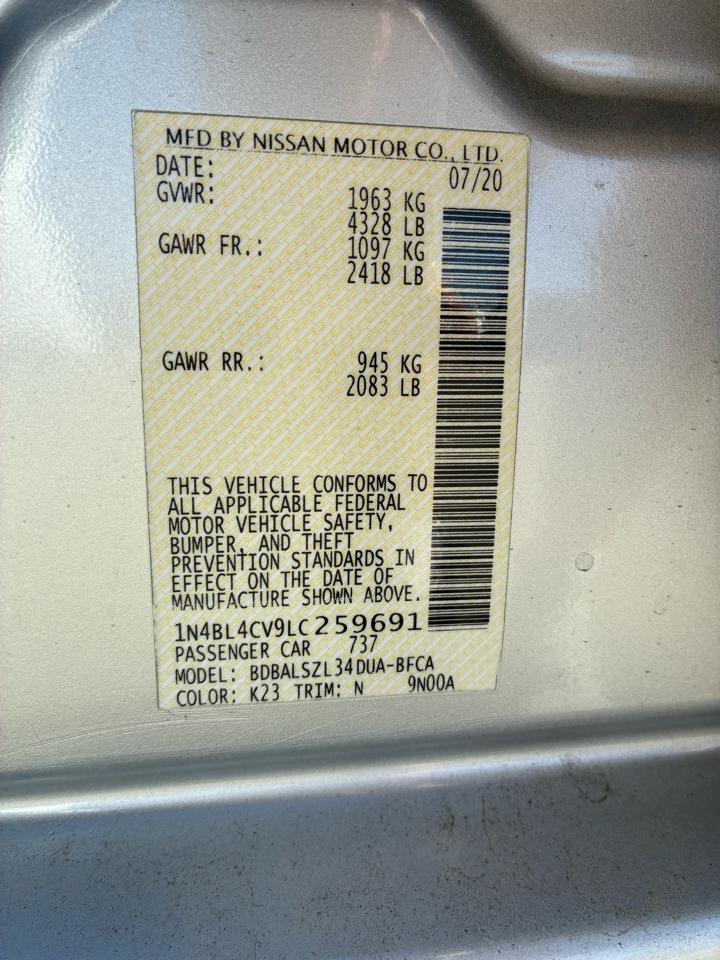 MFD BY NISSAN MOTOR CO., LTD.
DATE: 07/20
GVWR: 1963 KG
4328 LB
GAWR FR.: 1097 KG
2418 LB
GAWR RR.: 945 KG
2083 LB
THIS VEHICLE CONFORMS TO
ALL APPLICABLE FEDERAL
MOTOR VEHICLE SAFETY,
BUMPER, AND THEFT
PREVENTION STANDARDS IN
EFFECT ON THE DATE OF
MANUFACTURE SHOWN ABOVE.
1N4BL4CV9LC259691
PASSENGER CAR 737
MODEL: BDBALSZL34DUA-BFCA
COLOR: K23 TRIM: N 9N00A